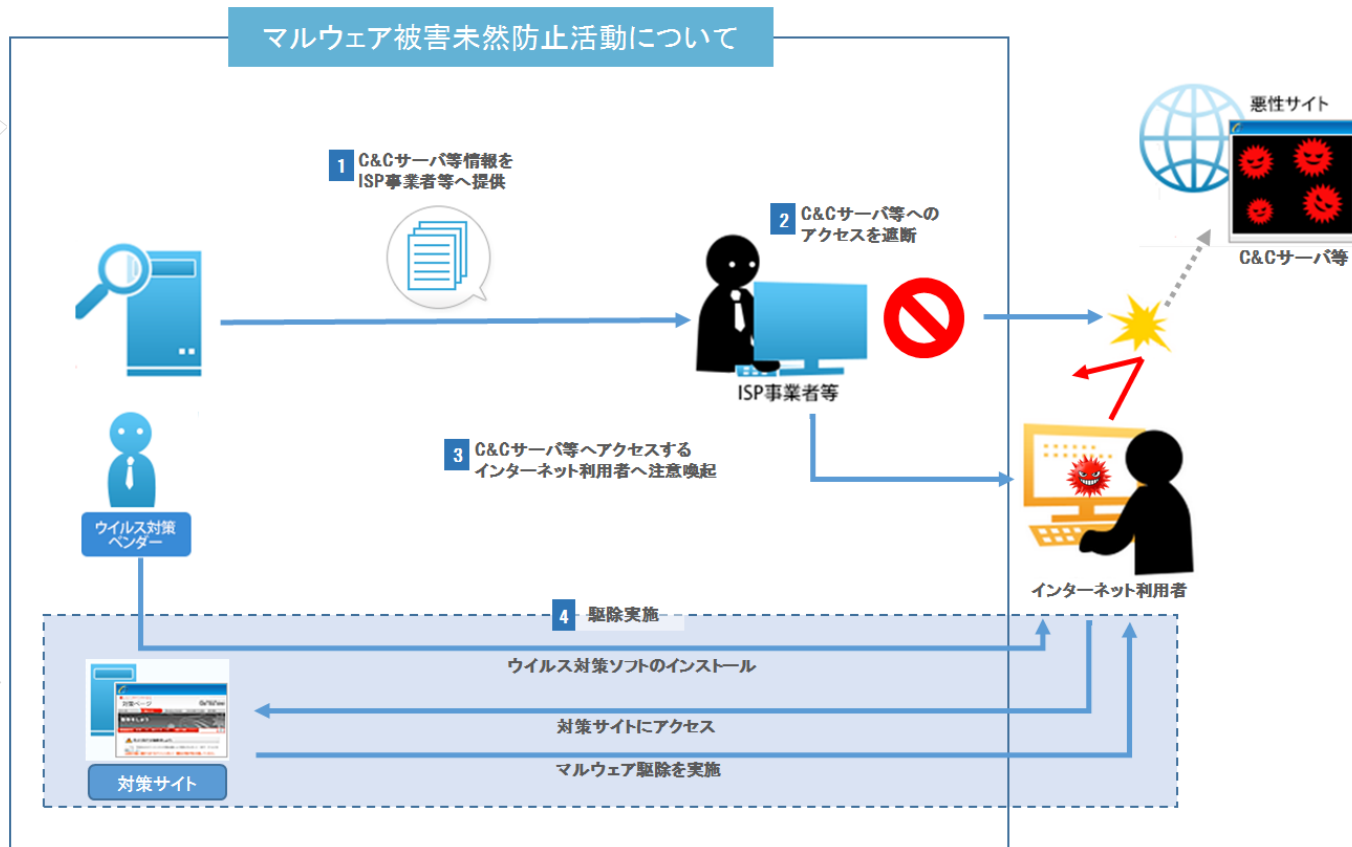 マルウェア被害未然防止活動について
悪性サイト
1 C&Cサーバ等情報を
ISP事業者等へ提供
2 C&Cサーバ等への
アクセスを遮断
C&Cサーバ等
ISP事業者等
3 C&Cサーバ等へアクセスする
インターネット利用者へ注意喚起
ウイルス対策
ベンダー
インターネット利用者
4 駆除実施
ウイルス対策ソフトのインストール
対策ページ
対策サイトにアクセス
マルウェア駆除を実施
対策サイト